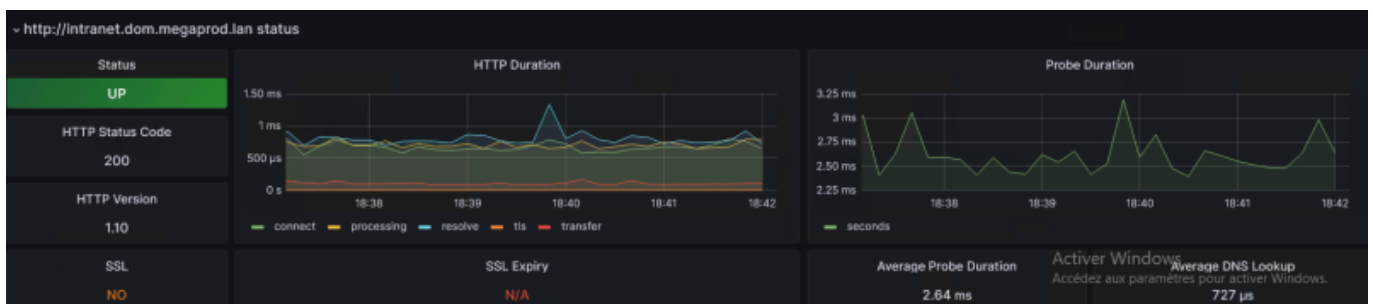 http://intranet.dom.megaprod.lan status
Status
UP
HTTP Status Code
200
HTTP Version
1.10
SSL
NO
HTTP Duration
1.50 ms
1 ms
500 µs
0 s
18:38 18:39 18:40 18:41 18:42
connect processing resolve tls transfer
SSL Expiry
N/A
Probe Duration
3.25 ms
3 ms
2.75 ms
2.50 ms
2.25 ms
18:38 18:39 18:40 18:41 18:42
seconds
Average Probe Duration
2.64 ms
Average DNS Lookup
727 µs
Activer Windows
Accédez aux paramètres pour activer Windows.